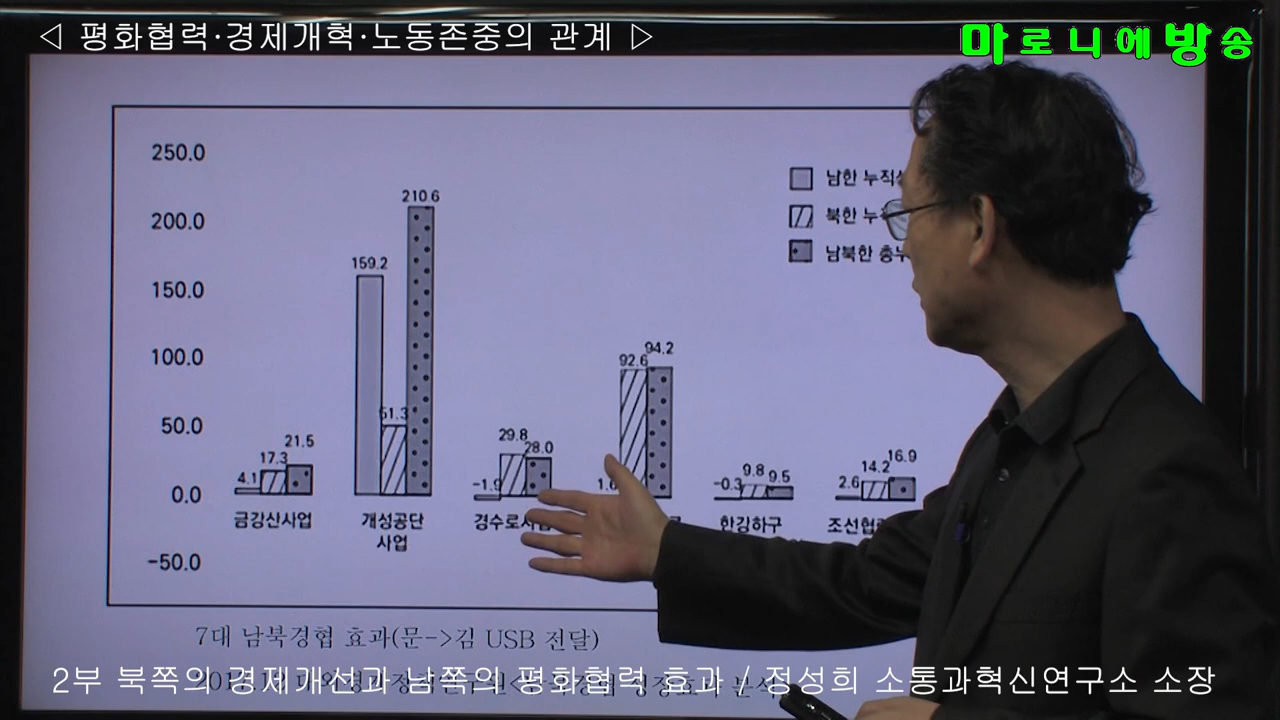 ◁ 평화협력·경제개혁·노동존중의 관계 ▷
마로니에방송
250.0
200.0
150.0
100.0
50.0
0.0
-50.0
남한
북한
남북한
4.1 17.3 21.5
159.2 51.3 210.6
-1.9 29.8 28.0
92.6 94.2
-0.3 9.8 9.5
2.6 14.2 16.9
금강산사업
개성공단
사업
한강하구
7대 남북경협 효과(문->김 USB 전달)
2부 북쪽의 경제개선과 남쪽의 평화협력 효과 / 정성희 소통과혁신연구소 소장